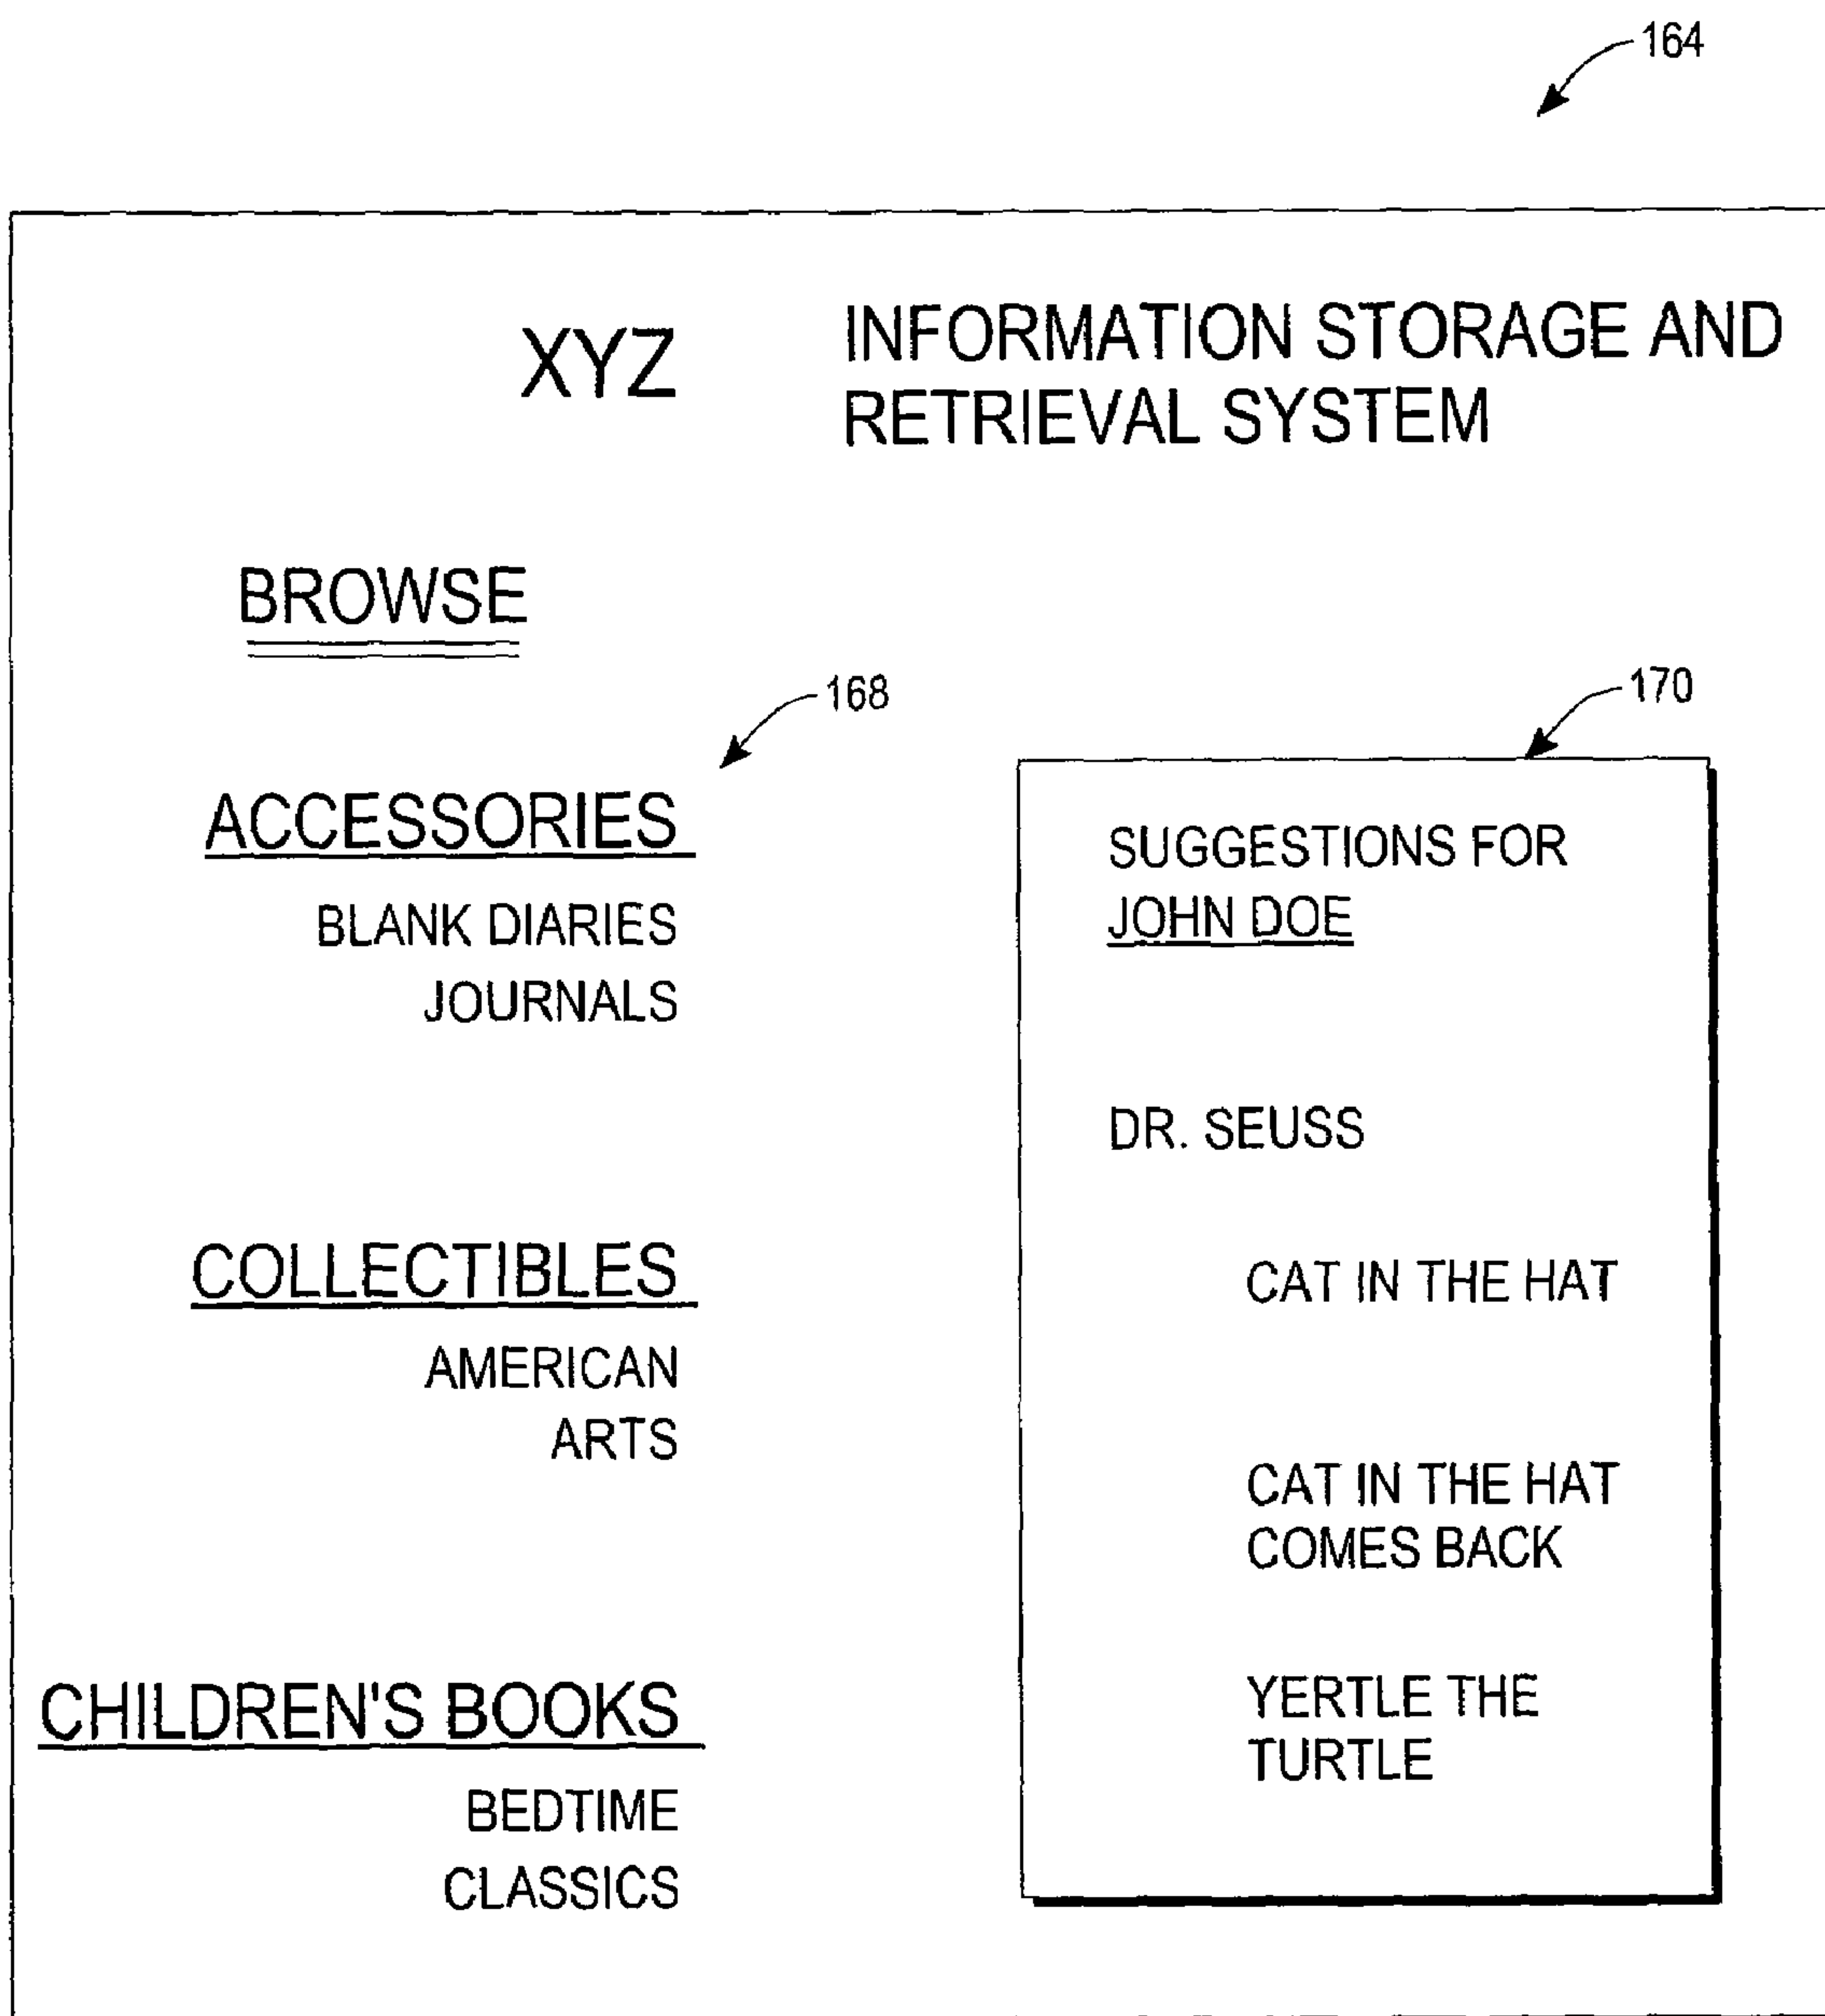 164
XYZ
INFORMATION STORAGE AND
RETRIEVAL SYSTEM
BROWSE
168
ACCESSORIES
BLANK DIARIES
JOURNALS
COLLECTIBLES
AMERICAN
ARTS
CHILDREN'S BOOKS
BEDTIME
CLASSICS
170
SUGGESTIONS FOR
JOHN DOE
DR. SEUSS
CAT IN THE HAT
CAT IN THE HAT
COMES BACK
YERTLE THE
TURTLE